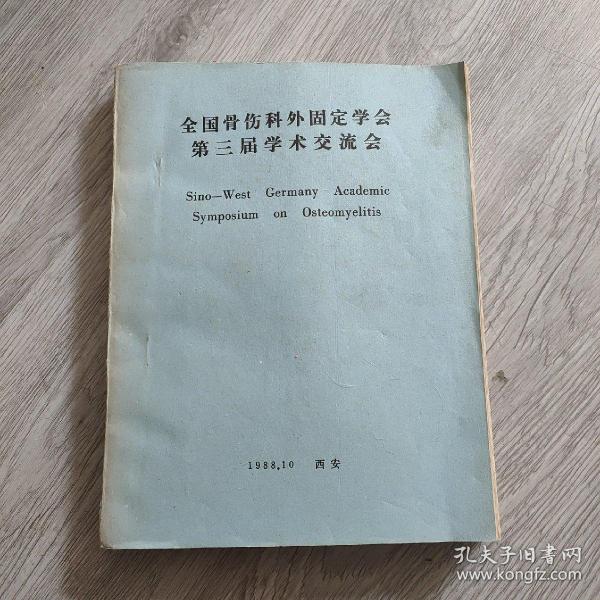 全国骨伤科外固定学会
第三届学术交流会
Sino—West Germany Academic
Symposium on Osteomyelitis
1988.10 西安
孔夫子旧书网
www.kongfz.com